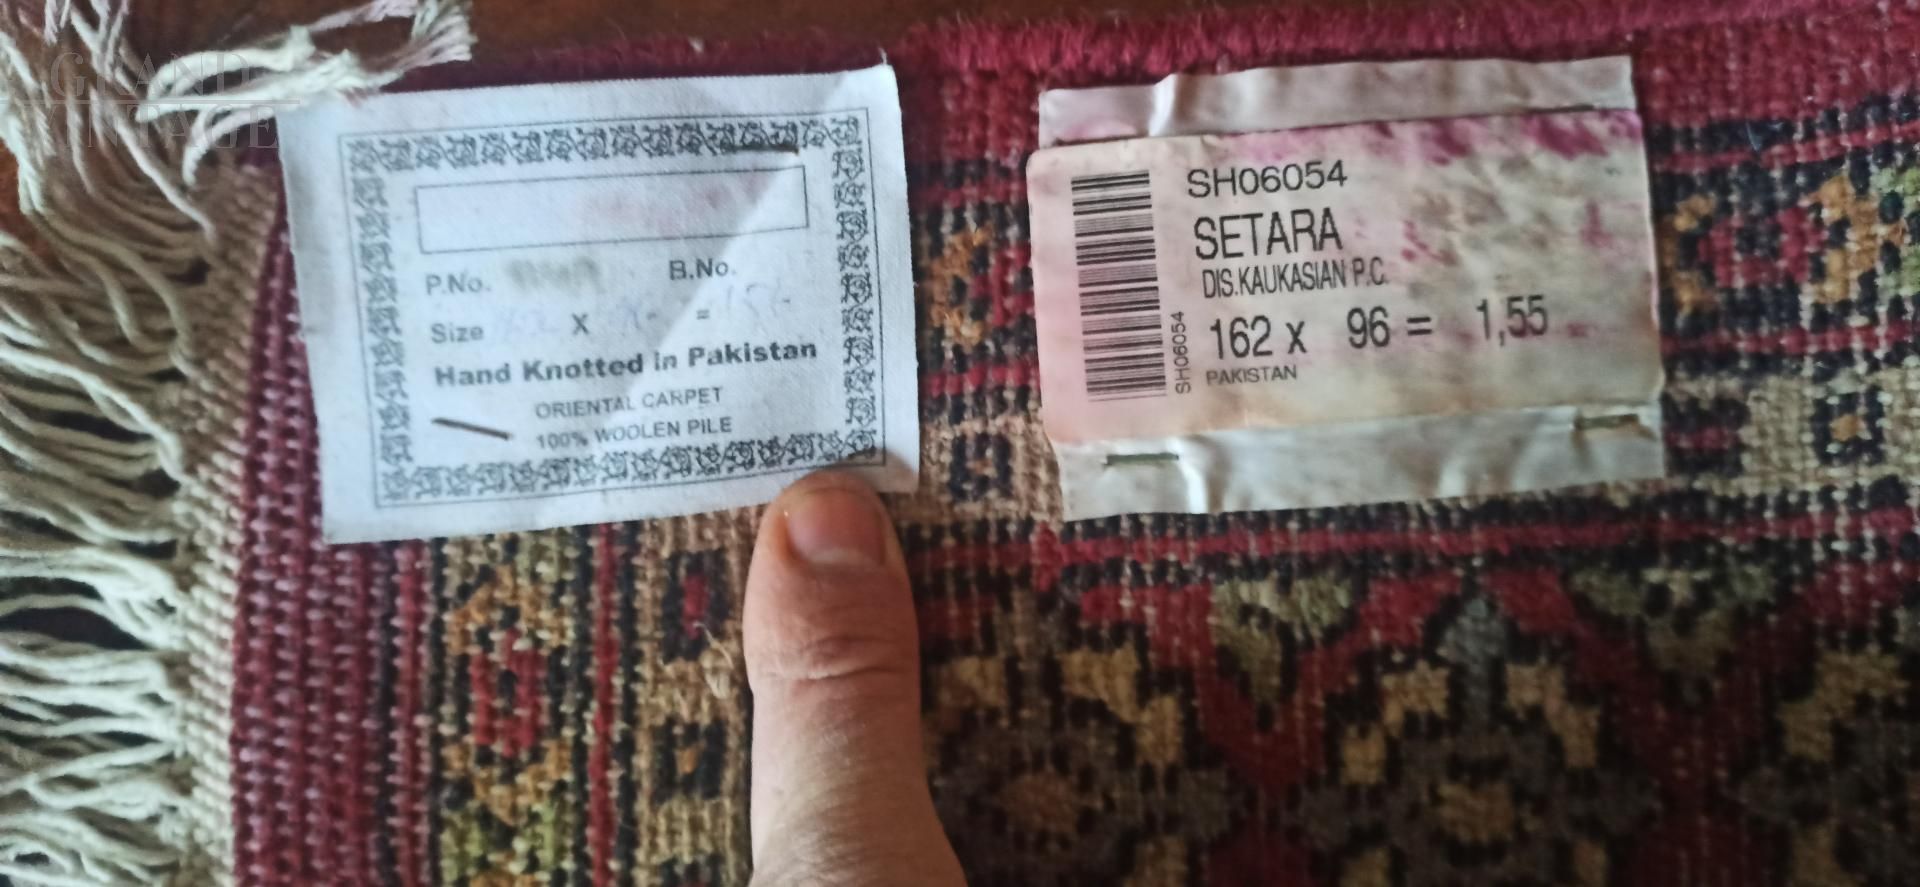 GRAND
VINTAGE
P.No. B.No.
Size X =
Hand Knotted in Pakistan
ORIENTAL CARPET
100% WOOLEN PILE
SH06054
SETARA
DIS.KAUKASIAN P.C.
162 x 96 = 1,55
PAKISTAN
SH06054